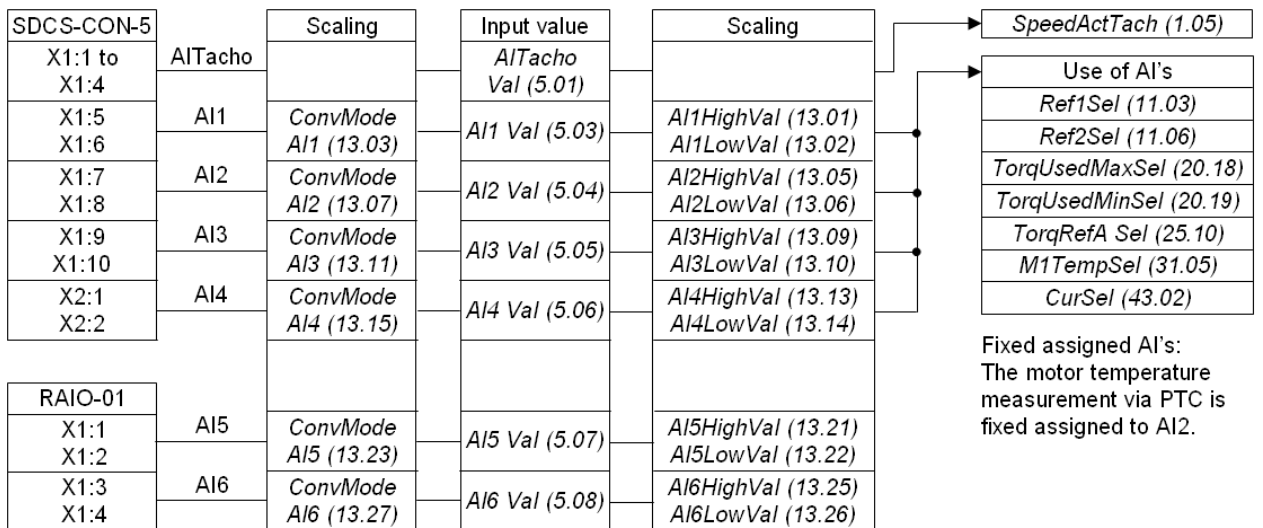 SDCS-CON-5
Scaling
Input value
Scaling
SpeedActTach (1.05)
X1:1 to
X1:4
AITacho
AITacho
Val (5.01)
Use of AI's
Ref1Sel (11.03)
Ref2Sel (11.06)
TorqUsedMaxSel (20.18)
TorqUsedMinSel (20.19)
TorqRefA Sel (25.10)
M1TempSel (31.05)
CurSel (43.02)
X1:5
X1:6
AI1
ConvMode
AI1 (13.03)
AI1 Val (5.03)
AI1HighVal (13.01)
AI1LowVal (13.02)
X1:7
X1:8
AI2
ConvMode
AI2 (13.07)
AI2 Val (5.04)
AI2HighVal (13.05)
AI2LowVal (13.06)
X1:9
X1:10
AI3
ConvMode
AI3 (13.11)
AI3 Val (5.05)
AI3HighVal (13.09)
AI3LowVal (13.10)
X2:1
X2:2
AI4
ConvMode
AI4 (13.15)
AI4 Val (5.06)
AI4HighVal (13.13)
AI4LowVal (13.14)
Fixed assigned AI's:
The motor temperature
measurement via PTC is
fixed assigned to AI2.
RAIO-01
X1:1
X1:2
AI5
ConvMode
AI5 (13.23)
AI5 Val (5.07)
AI5HighVal (13.21)
AI5LowVal (13.22)
X1:3
X1:4
AI6
ConvMode
AI6 (13.27)
AI6 Val (5.08)
AI6HighVal (13.25)
AI6LowVal (13.26)